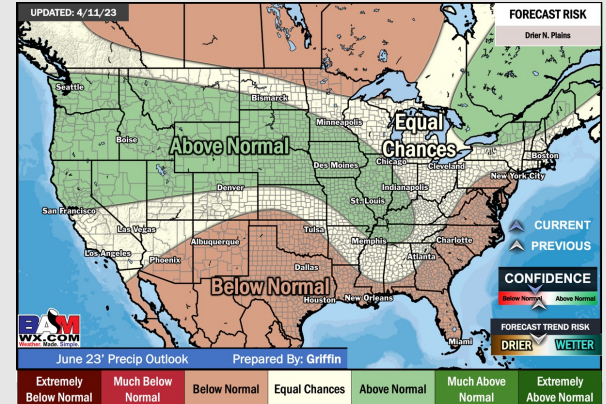 UPDATED: 4/11/23
FORECAST RISK
Drier N. Plains
Seattle
Bismarck
Minneapolis
Equal
Chances
Boise
Above Normal
Des Moines
Chicago
Cleveland
Boston
New York City
Indianapolis
Denver
St. Louis
San Francisco
Las Vegas
Tulsa
Memphis
Charlotte
Los Angeles
Phoenix
Albuquerque
Atlanta
Dallas
Below Normal
Houston
New Orleans
Miami
CURRENT
PREVIOUS
CONFIDENCE
Below Normal
Above Normal
FORECAST TREND RISK
DRIER
WETTER
BAM
WX.COM
Weather. Made. Simple.
June 23' Precip Outlook
Prepared By: Griffin
Extremely
Below Normal
Much Below
Normal
Below Normal
Equal Chances
Above Normal
Much Above
Normal
Extremely
Above Normal